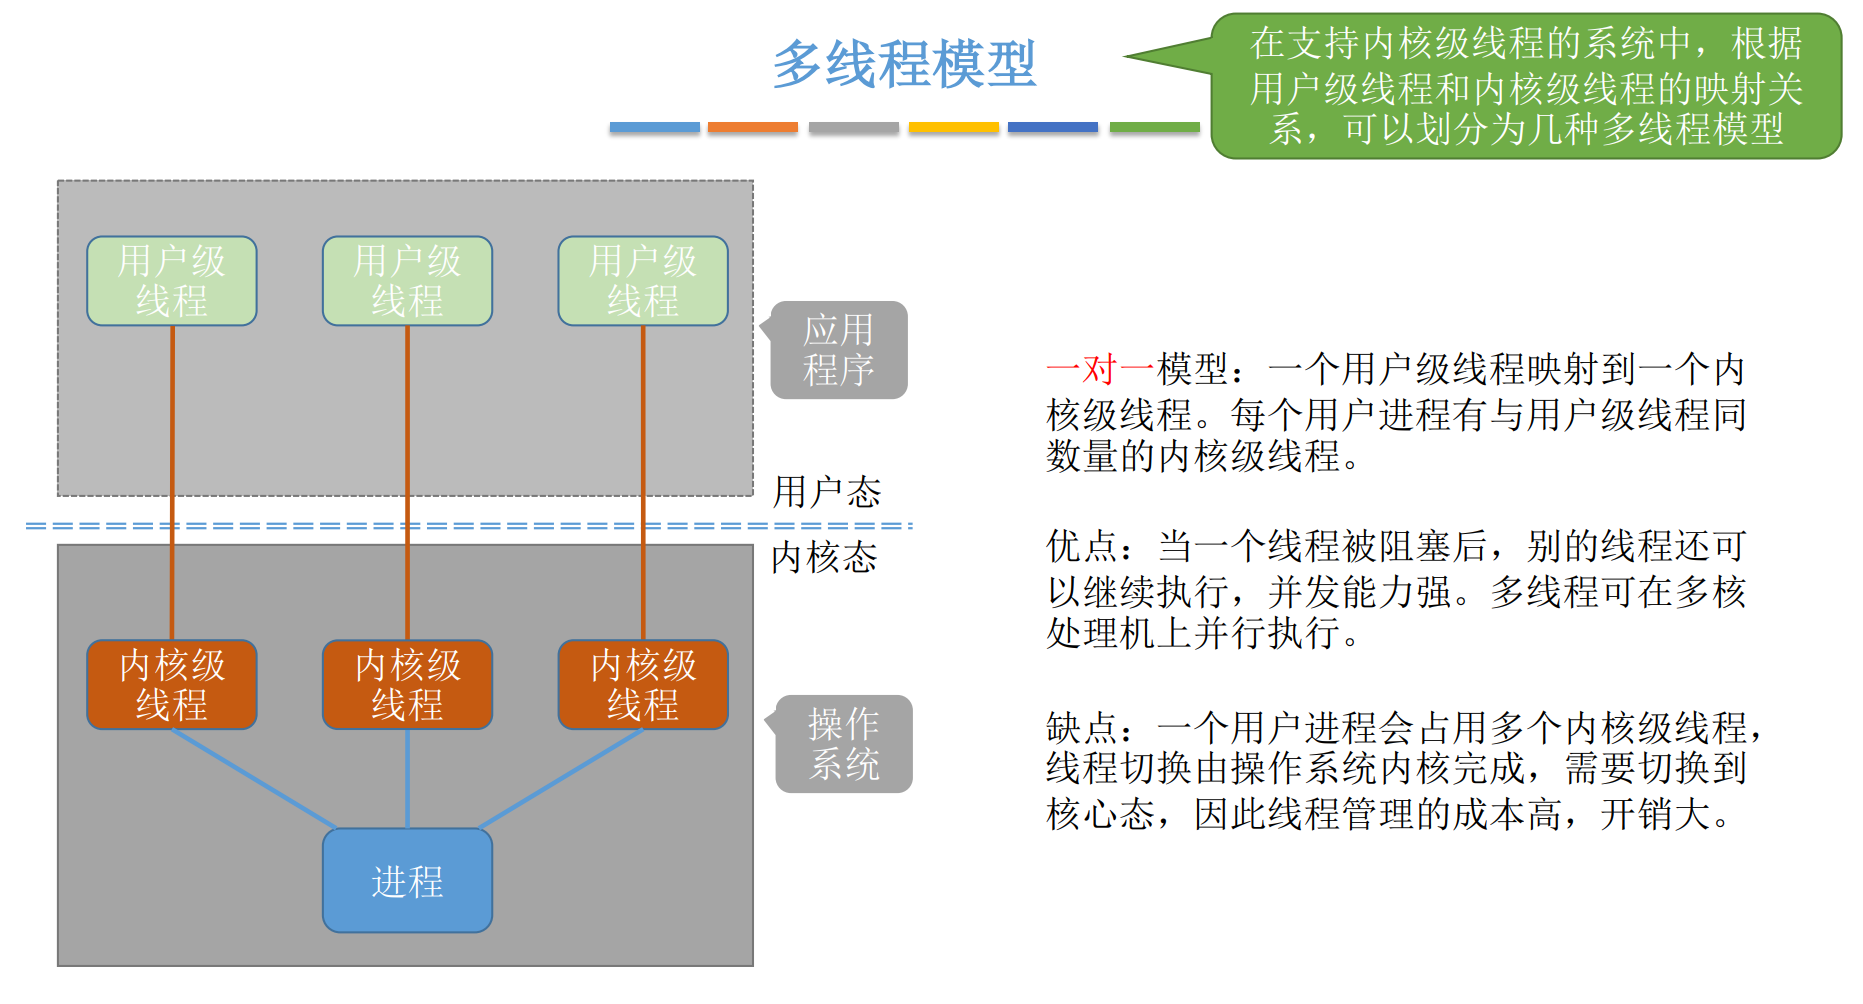 多线程模型
在支持内核级线程的系统中，根据
用户级线程和内核级线程的映射关
系，可以划分为几种多线程模型
用户级
线程
用户级
线程
用户级
线程
应用
程序
用户态
内核态
内核级
线程
内核级
线程
内核级
线程
操作
系统
进程
一对一模型：一个用户级线程映射到一个内
核级线程。每个用户进程有与用户级线程同
数量的内核级线程。
优点：当一个线程被阻塞后，别的线程还可
以继续执行，并发能力强。多线程可在多核
处理机上并行执行。
缺点：一个用户进程会占用多个内核级线程，
线程切换由操作系统内核完成，需要切换到
核心态，因此线程管理的成本高，开销大。